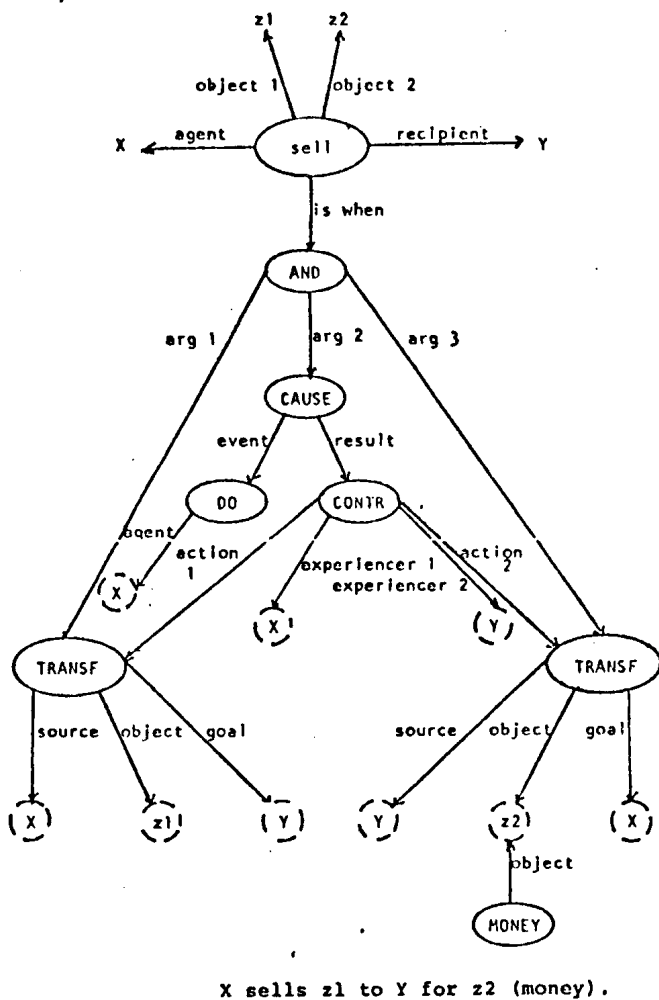 z1 z2
object 1 object 2
X agent sell recipient Y
is when
AND
arg 1 arg 2 arg 3
CAUSE
event result
DO CONTR
agent action 1 experiencer 1 action 2
experiencer 2
X X Y
TRANSF TRANSF
source object goal source object goal
X z1 Y Y z2 X
object
MONEY
X sells z1 to Y for z2 (money).